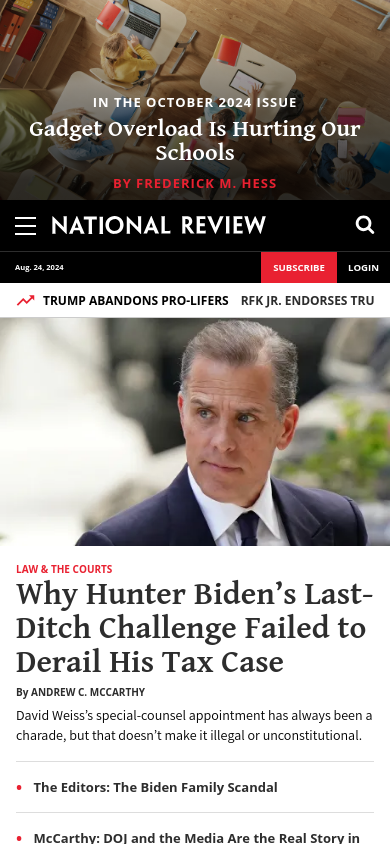 IN THE OCTOBER 2024 ISSUE
Gadget Overload Is Hurting Our
Schools
BY FREDERICK M. HESS
NATIONAL REVIEW
Aug. 24, 2024
SUBSCRIBE
LOGIN
TRUMP ABANDONS PRO-LIFERS
RFK JR. ENDORSES TRU
LAW & THE COURTS
Why Hunter Biden’s Last-
Ditch Challenge Failed to
Derail His Tax Case
By ANDREW C. MCCARTHY
David Weiss’s special-counsel appointment has always been a
charade, but that doesn’t make it illegal or unconstitutional.
• The Editors: The Biden Family Scandal
• McCarthy: DOJ and the Media Are the Real Story in